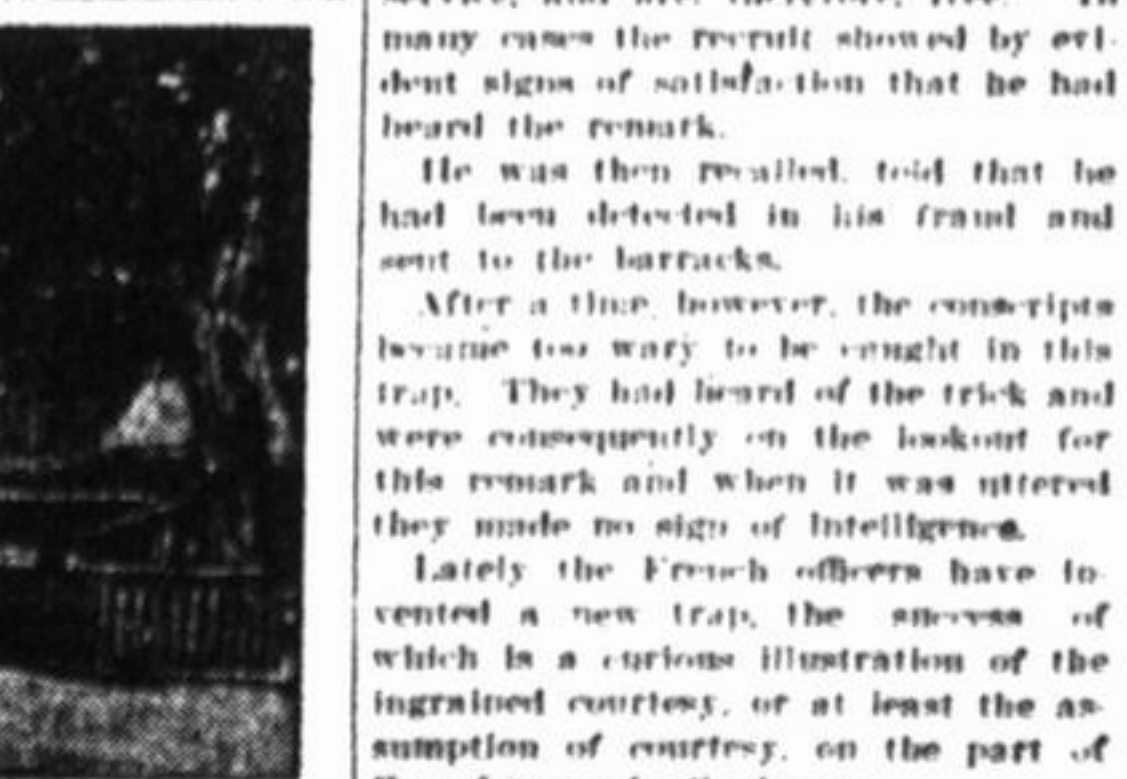 many cases the recruit showed by evi-
dent signs of satisfaction that he had
heard the remark.
He was then recalled, told that he
had been detected in his fraud and
sent to the barracks.
After a time, however, the conscripts
became too wary to be caught in this
trap. They had heard of the trick and
were consequently on the lookout for
this remark and when it was uttered
they made no sign of intelligence.
Lately the French officers have in-
vented a new trap, the success of
which is a curious illustration of the
ingrained courtesy, or at least the as-
sumption of courtesy, on the part of